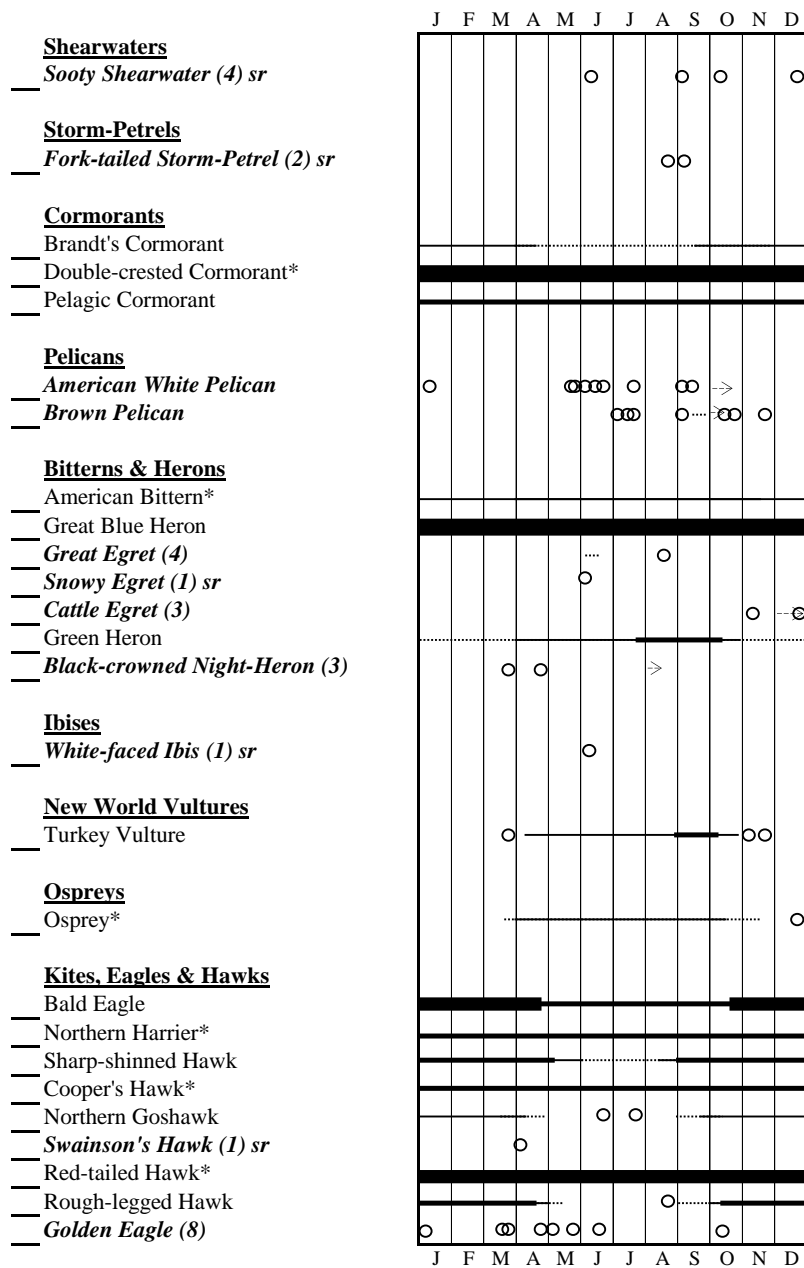 J F M A M J J A S O N D
Shearwaters
Sooty Shearwater (4) sr
Storm-Petrels
Fork-tailed Storm-Petrel (2) sr
Cormorants
Brandt's Cormorant
Double-crested Cormorant*
Pelagic Cormorant
Pelicans
American White Pelican
Brown Pelican
Bitterns & Herons
American Bittern*
Great Blue Heron
Great Egret (4)
Snowy Egret (1) sr
Cattle Egret (3)
Green Heron
Black-crowned Night-Heron (3)
Ibises
White-faced Ibis (1) sr
New World Vultures
Turkey Vulture
Ospreys
Osprey*
Kites, Eagles & Hawks
Bald Eagle
Northern Harrier*
Sharp-shinned Hawk
Cooper's Hawk*
Northern Goshawk
Swainson's Hawk (1) sr
Red-tailed Hawk*
Rough-legged Hawk
Golden Eagle (8)
J F M A M J J A S O N D